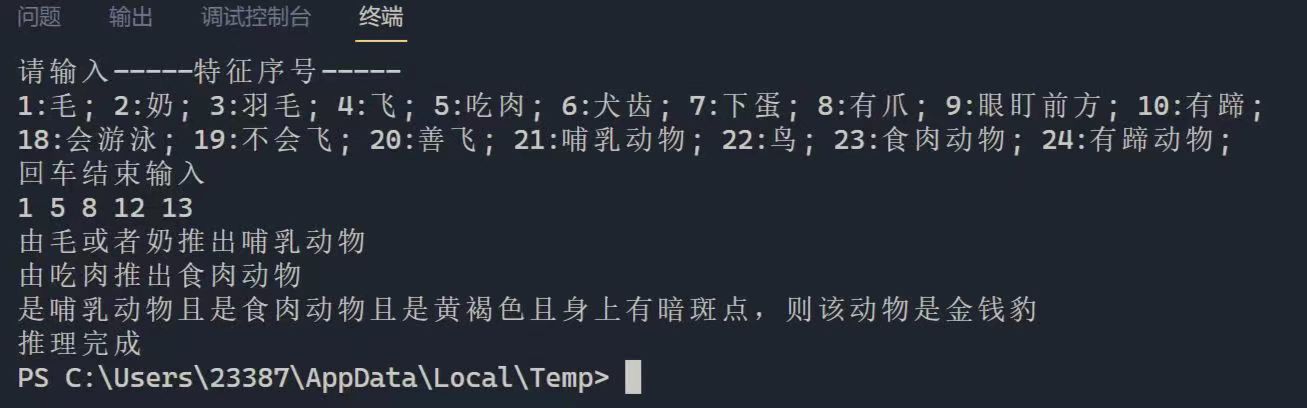 问题 输出 调试控制台 终端
请输入-----特征序号-----
1:毛; 2:奶; 3:羽毛; 4:飞; 5:吃肉; 6:犬齿; 7:下蛋; 8:有爪; 9:眼盯前方; 10:有蹄;
18:会游泳; 19:不会飞; 20:善飞; 21:哺乳动物; 22:鸟; 23:食肉动物; 24:有蹄动物;
回车结束输入
1 5 8 12 13
由毛或者奶推出哺乳动物
由吃肉推出食肉动物
是哺乳动物且是食肉动物且是黄褐色且身上有暗斑点，则该动物是金钱豹
推理完成
PS C:\Users\23387\AppData\Local\Temp>